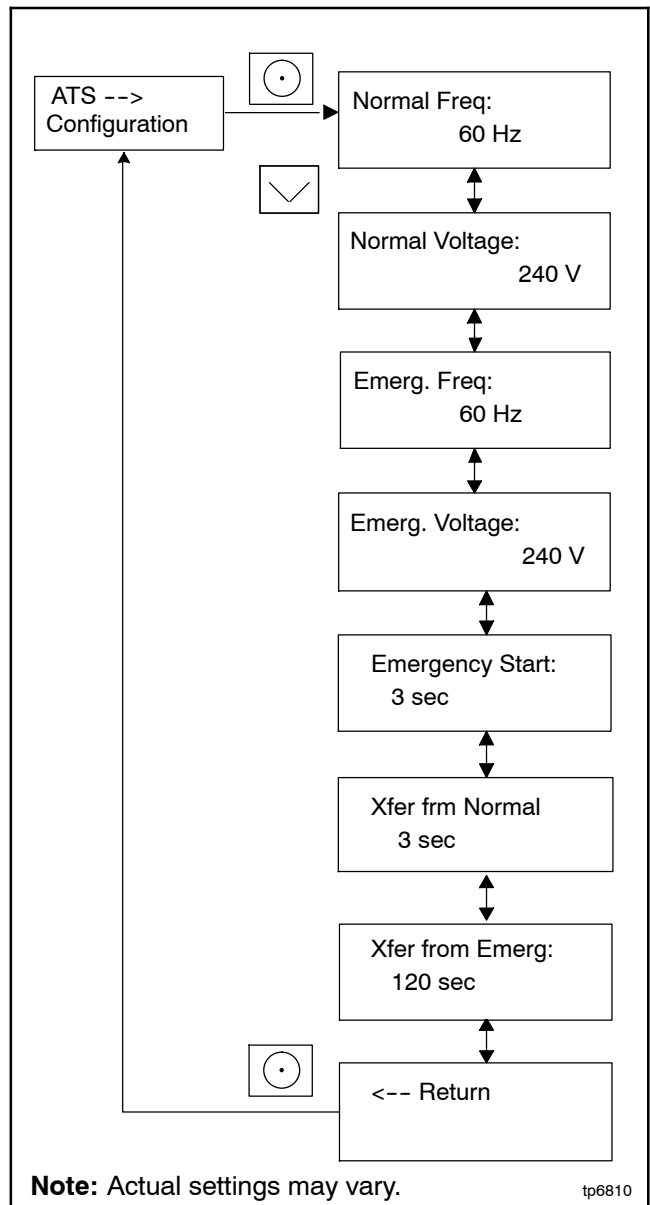 ATS -->
Configuration
Normal Freq:
60 Hz
Normal Voltage:
240 V
Emerg. Freq:
60 Hz
Emerg. Voltage:
240 V
Emergency Start:
3 sec
Xfer frm Normal
3 sec
Xfer from Emerg:
120 sec
<-- Return
Note: Actual settings may vary.
tp6810